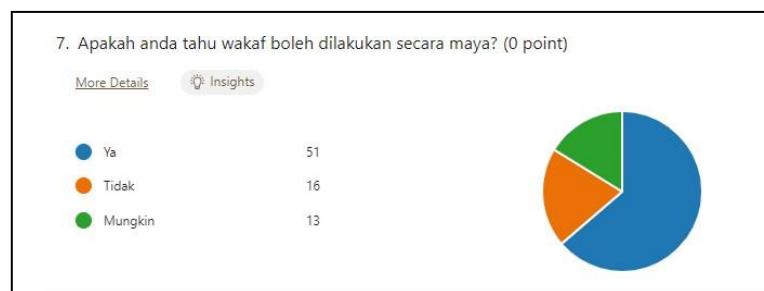 7. Apakah anda tahu wakaf boleh dilakukan secara maya? (0 point)
More Details Insights
Ya 51
Tidak 16
Mungkin 13